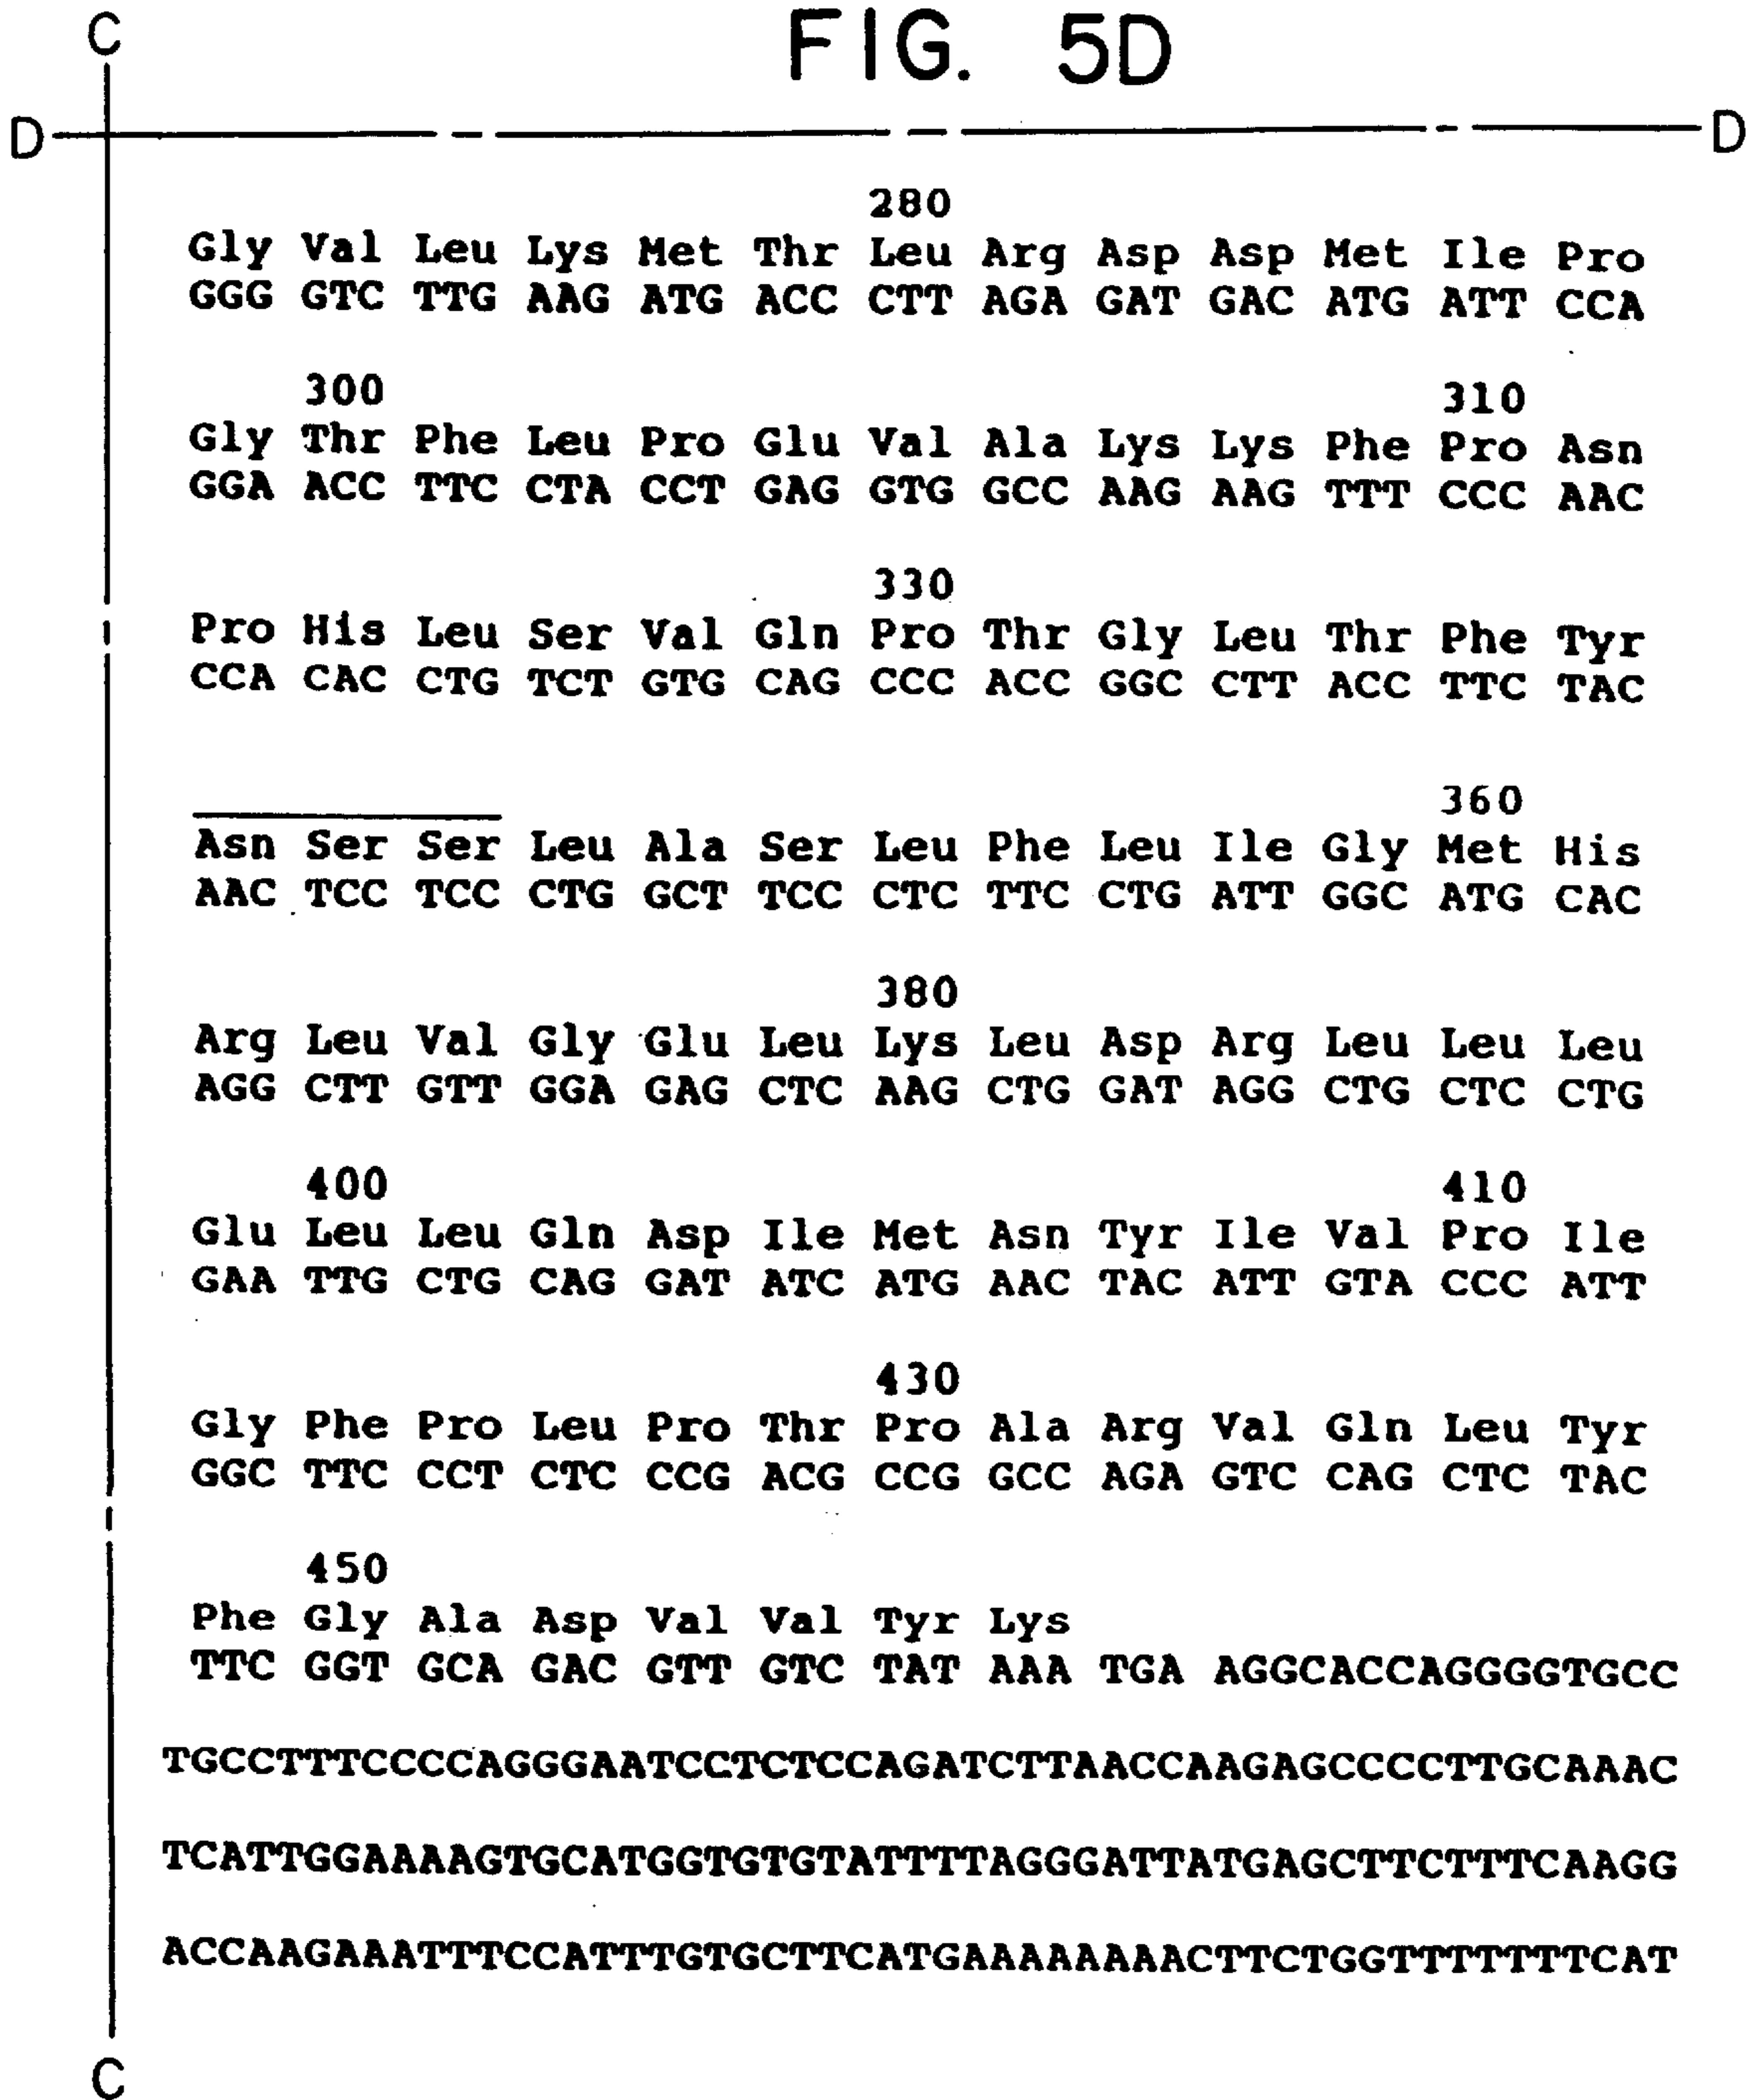 C
FIG. 5D
D D
280
Gly Val Leu Lys Met Thr Leu Arg Asp Asp Met Ile Pro
GGG GTC TTG AAG ATG ACC CTT AGA GAT GAC ATG ATT CCA
300 310
Gly Thr Phe Leu Pro Glu Val Ala Lys Lys Phe Pro Asn
GGA ACC TTC CTA CCT GAG GTG GCC AAG AAG TTT CCC AAC
330
Pro His Leu Ser Val Gln Pro Thr Gly Leu Thr Phe Tyr
CCA CAC CTG TCT GTG CAG CCC ACC GGC CTT ACC TTC TAC
360
Asn Ser Ser Leu Ala Ser Leu Phe Leu Ile Gly Met His
AAC TCC TCC CTG GCT TCC CTC TTC CTG ATT GGC ATG CAC
380
Arg Leu Val Gly Glu Leu Lys Leu Asp Arg Leu Leu Leu
AGG CTT GTT GGA GAG CTC AAG CTG GAT AGG CTG CTC CTG
400 410
Glu Leu Leu Gln Asp Ile Met Asn Tyr Ile Val Pro Ile
GAA TTG CTG CAG GAT ATC ATG AAC TAC ATT GTA CCC ATT
430
Gly Phe Pro Leu Pro Thr Pro Ala Arg Val Gln Leu Tyr
GGC TTC CCT CTC CCG ACG CCG GCC AGA GTC CAG CTC TAC
450
Phe Gly Ala Asp Val Val Tyr Lys
TTC GGT GCA GAC GTT GTC TAT AAA TGA AGGCACCAGGGGTGCC
TGCCTTTCCCCAGGGAATCCTCTCCAGATCTTAACCAAGAGCCCCTTGCAAAC
TCATTGGAAAAGTGCATGGTGTGTATTTTAGGGATTATGAGCTTCTTTCAAGG
ACCAAGAAATTTCCATTTGTGCTTCATGAAAAAAAACTTCTGGTTTTTTTCAT
C